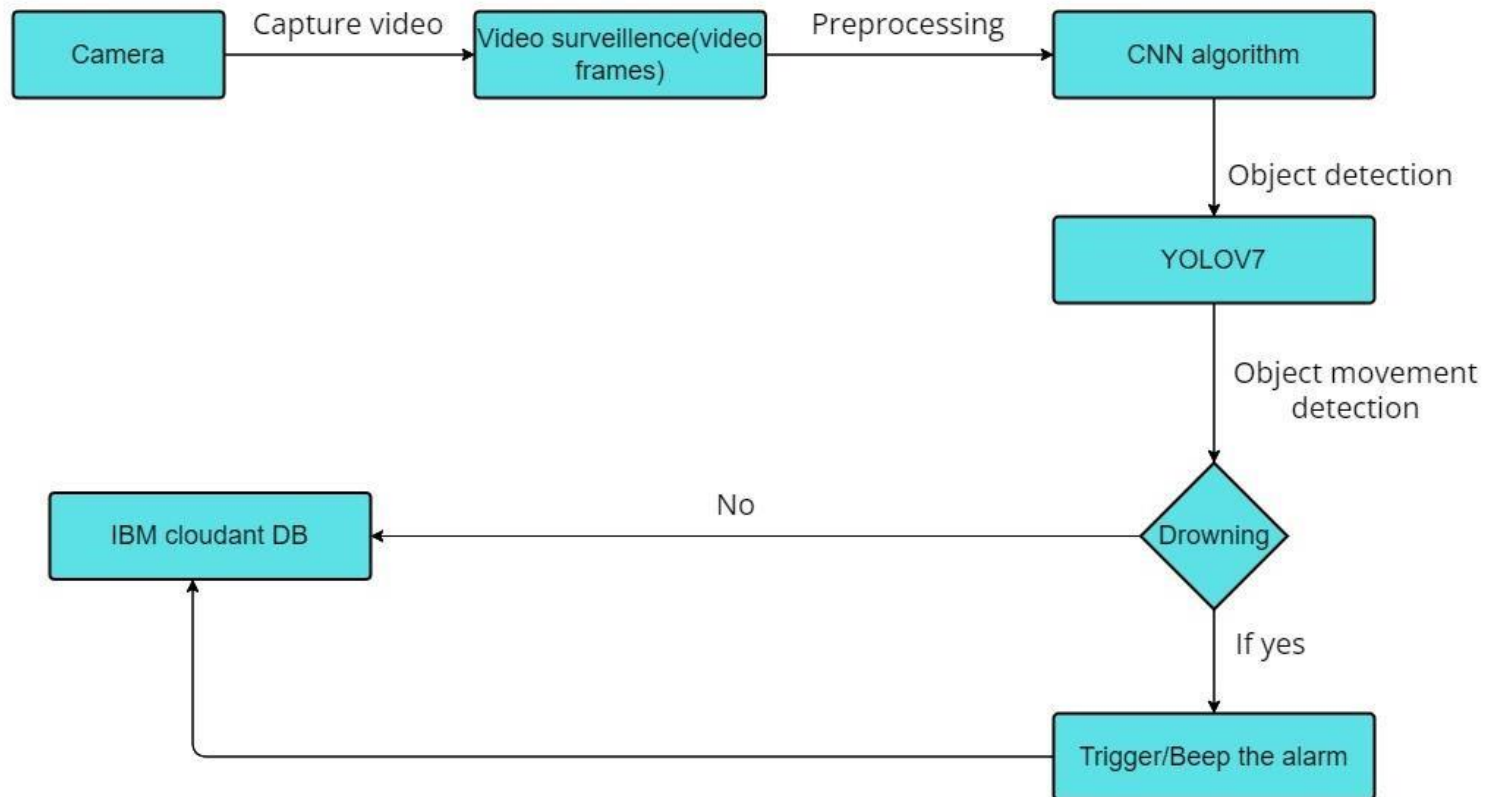 Camera
Capture video
Video surveillence(video
frames)
Preprocessing
CNN algorithm
Object detection
YOLOV7
Object movement
detection
Drowning
No
IBM cloudant DB
If yes
Trigger/Beep the alarm